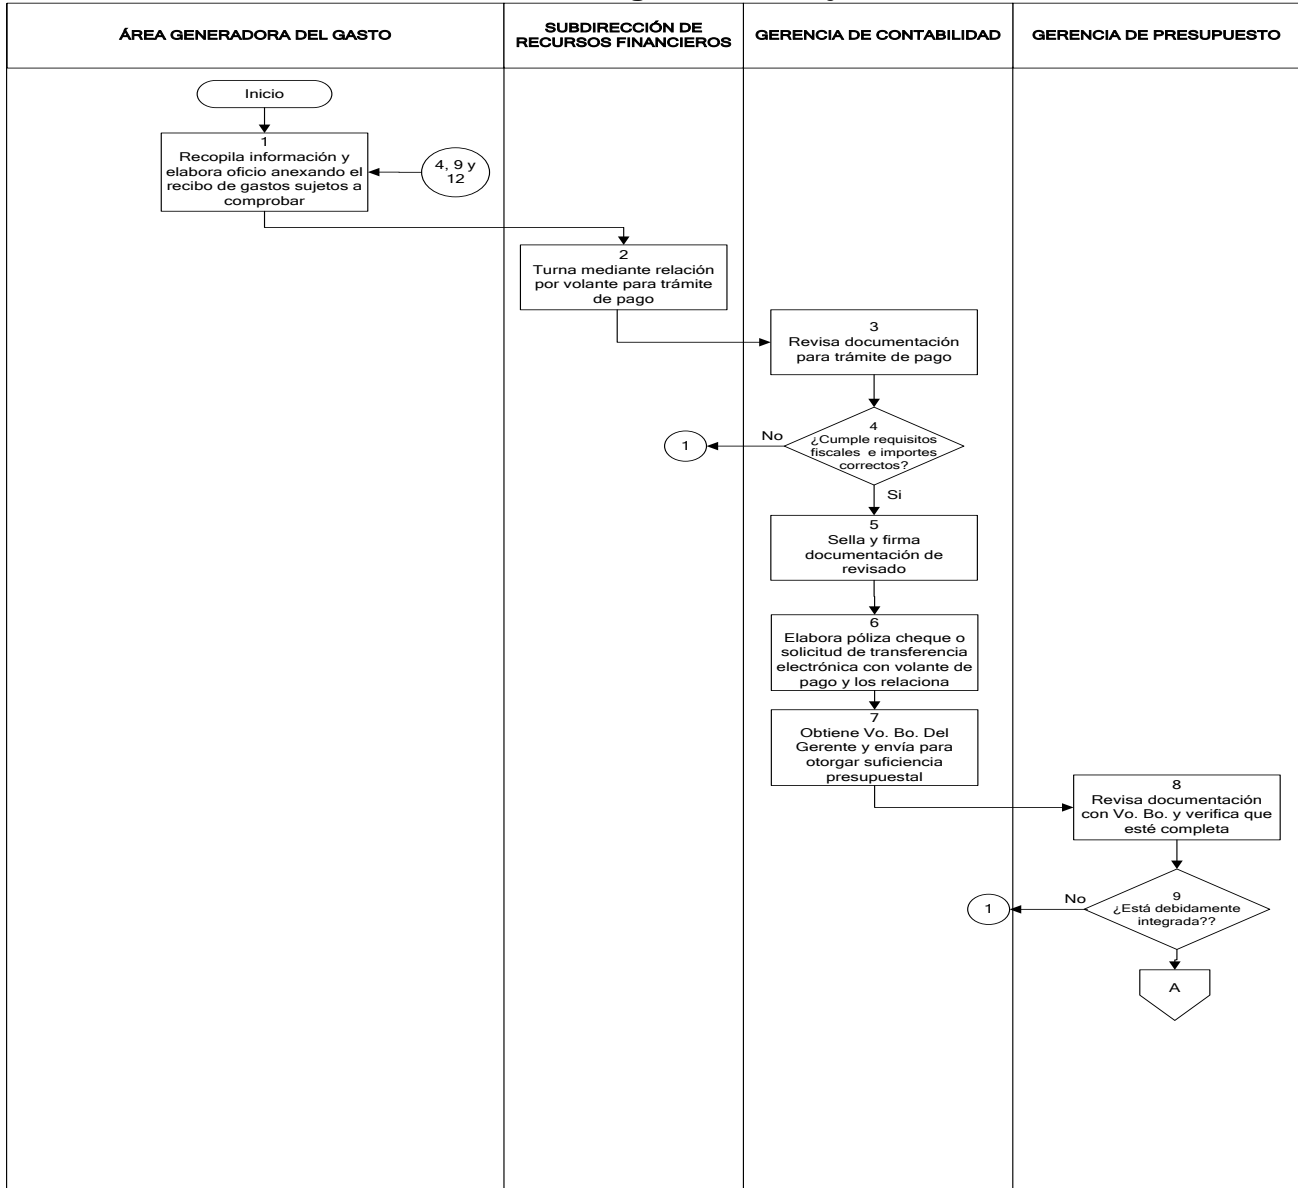 ÁREA GENERADORA DEL GASTO
SUBDIRECCIÓN DE
RECURSOS FINANCIEROS
GERENCIA DE CONTABILIDAD
GERENCIA DE PRESUPUESTO
Inicio
1
Recopila información y
elabora oficio anexando el
recibo de gastos sujetos a
comprobar
4, 9 y
12
2
Turna mediante relación
por volante para trámite
de pago
3
Revisa documentación
para trámite de pago
4
¿Cumple requisitos
fiscales e importes
correctos?
No
1
Si
5
Sella y firma
documentación de
revisado
6
Elabora póliza cheque o
solicitud de transferencia
electrónica con volante de
pago y los relaciona
7
Obtiene Vo. Bo. Del
Gerente y envía para
otorgar suficiencia
presupuestal
8
Revisa documentación
con Vo. Bo. y verifica que
esté completa
9
¿Está debidamente
integrada??
No
1
A